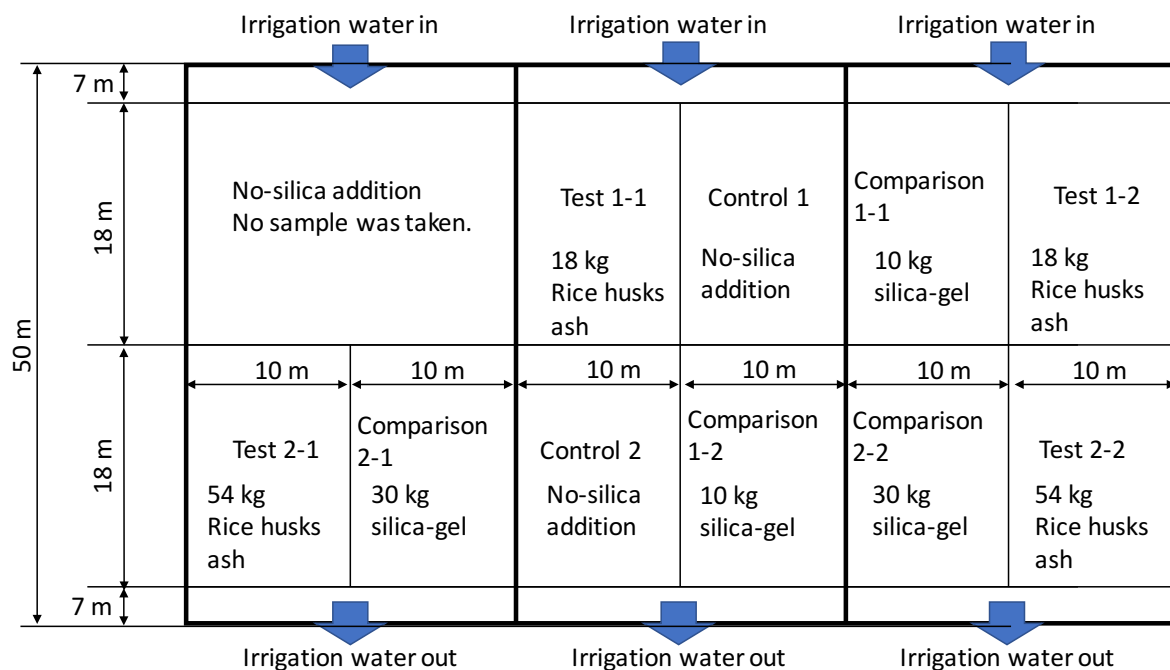 Irrigation water in
Irrigation water in
Irrigation water in
7 m
18 m
50 m
18 m
7 m
No-silica addition
No sample was taken.
Test 1-1
18 kg
Rice husks
ash
Control 1
No-silica
addition
Comparison
1-1
10 kg
silica-gel
Test 1-2
18 kg
Rice husks
ash
10 m
10 m
10 m
10 m
10 m
10 m
Test 2-1
54 kg
Rice husks
ash
Comparison
2-1
30 kg
silica-gel
Control 2
No-silica
addition
Comparison
1-2
10 kg
silica-gel
Comparison
2-2
30 kg
silica-gel
Test 2-2
54 kg
Rice husks
ash
Irrigation water out
Irrigation water out
Irrigation water out